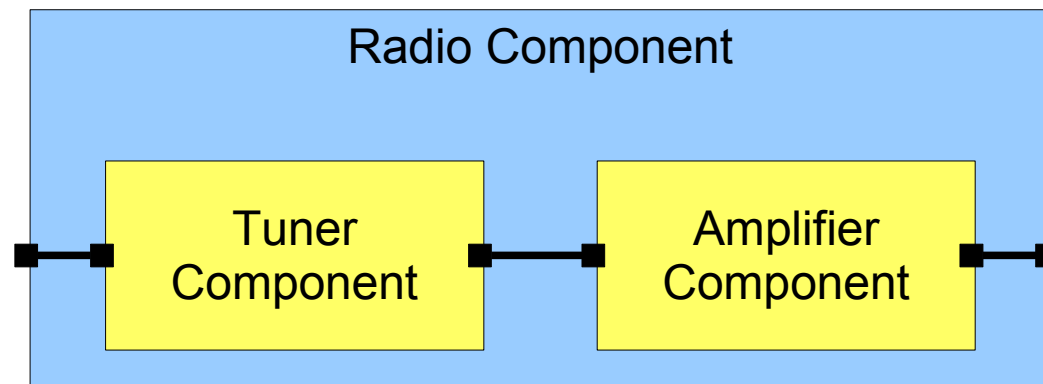 Radio Component
Tuner
Component
Amplifier
Component